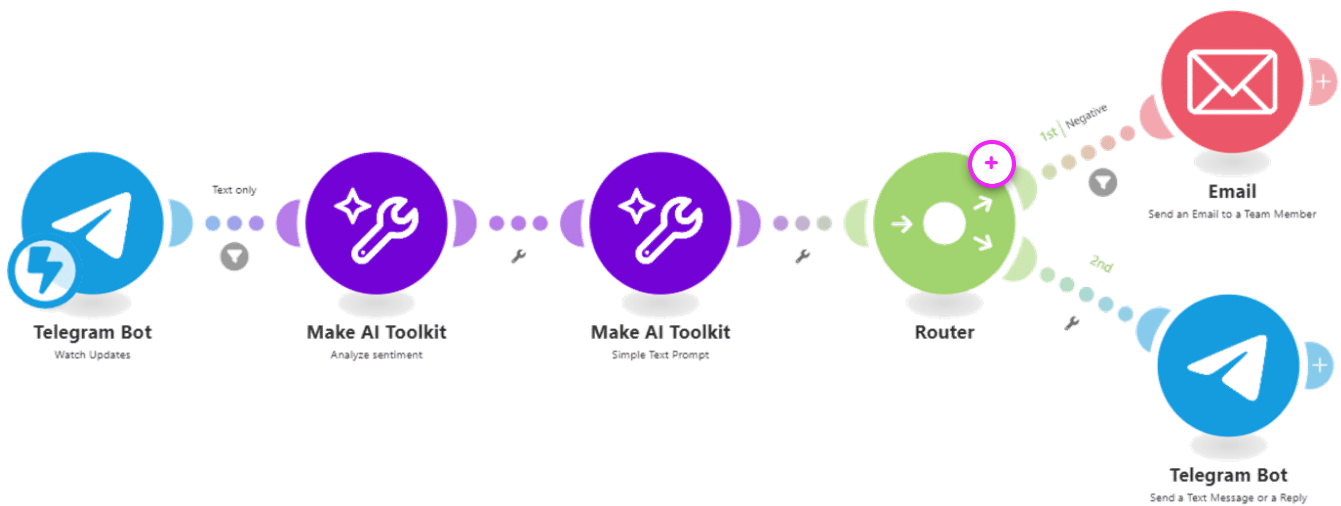 Text only
Telegram Bot
Watch Updates
Make AI Toolkit
Analyze sentiment
Make AI Toolkit
Simple Text Prompt
Router
1st | Negative
Email
Send an Email to a Team Member
2nd
Telegram Bot
Send a Text Message or a Reply